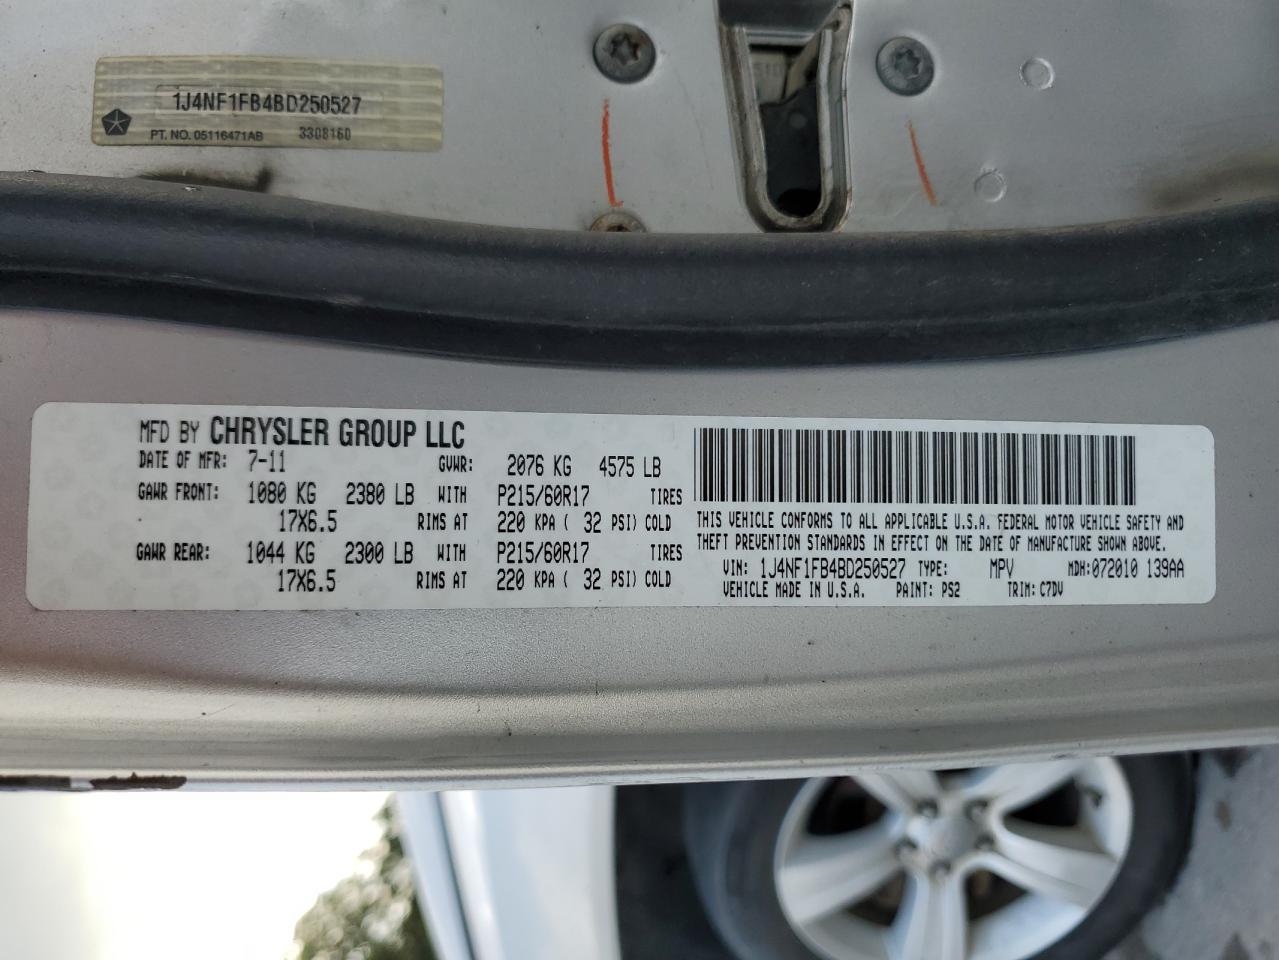 1J4NF1FB4BD250527
PT. NO. 05116471AB 3308160
MFD BY CHRYSLER GROUP LLC
DATE OF MFR: 7-11 GVWR: 2076 KG 4575 LB
GAWR FRONT: 1080 KG 2380 LB WITH P215/60R17 TIRES
17X6.5 RIMS AT 220 KPA ( 32 PSI) COLD
GAWR REAR: 1044 KG 2300 LB WITH P215/60R17 TIRES
17X6.5 RIMS AT 220 KPA ( 32 PSI) COLD
THIS VEHICLE CONFORMS TO ALL APPLICABLE U.S.A. FEDERAL MOTOR VEHICLE SAFETY AND
THEFT PREVENTION STANDARDS IN EFFECT ON THE DATE OF MANUFACTURE SHOWN ABOVE.
VIN: 1J4NF1FB4BD250527 TYPE: MPV MDH:072010 139AA
VEHICLE MADE IN U.S.A. PAINT: PS2 TRIM: C7DV